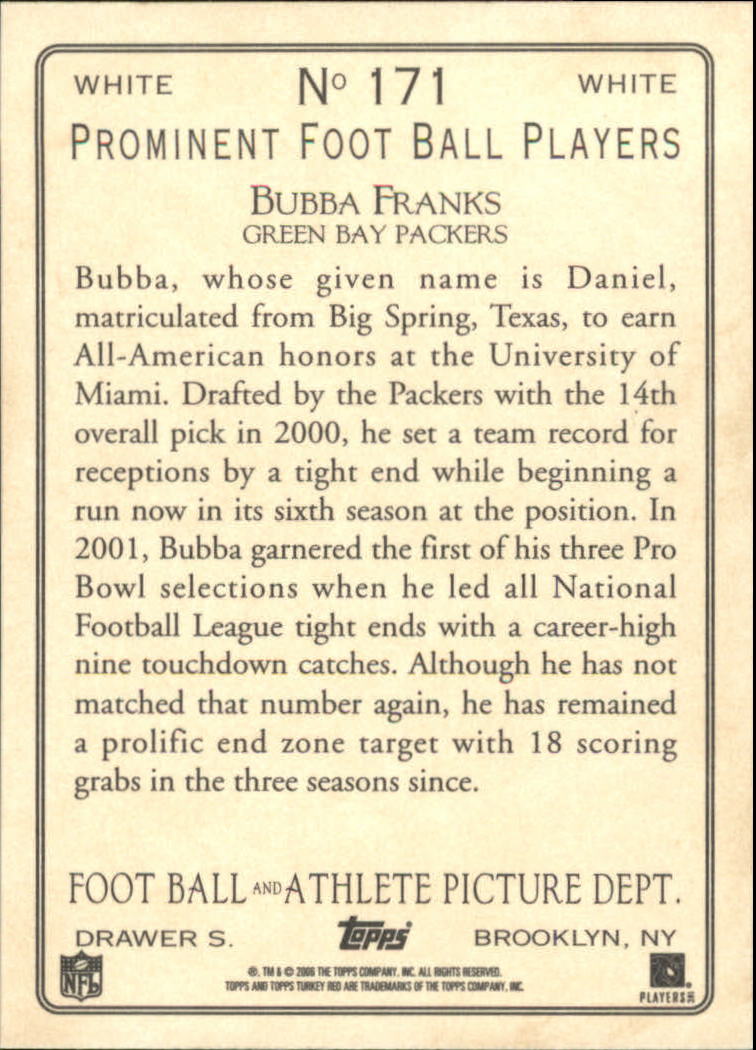 WHITE Nº 171 WHITE
PROMINENT FOOT BALL PLAYERS
BUBBA FRANKS
GREEN BAY PACKERS
Bubba, whose given name is Daniel,
matriculated from Big Spring, Texas, to earn
All-American honors at the University of
Miami. Drafted by the Packers with the 14th
overall pick in 2000, he set a team record for
receptions by a tight end while beginning a
run now in its sixth season at the position. In
2001, Bubba garnered the first of his three Pro
Bowl selections when he led all National
Football League tight ends with a career-high
nine touchdown catches. Although he has not
matched that number again, he has remained
a prolific end zone target with 18 scoring
grabs in the three seasons since.
FOOT BALL AND ATHLETE PICTURE DEPT.
DRAWER S. Topps BROOKLYN, NY
®, TM & © 2006 THE TOPPS COMPANY, INC. ALL RIGHTS RESERVED.
TOPPS AND TOPPS TURKEY RED ARE TRADEMARKS OF THE TOPPS COMPANY, INC.
NFL
PLAYERS INC